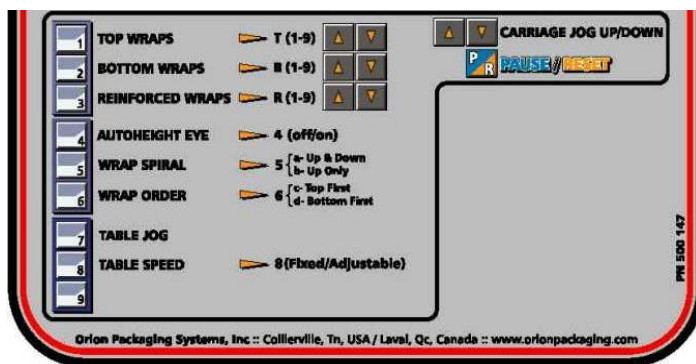 1 TOP WRAPS T (1-9)
2 BOTTOM WRAPS B (1-9)
3 REINFORCED WRAPS R (1-9)
4 AUTOHEIGHT EYE 4 (off/on)
5 WRAP SPIRAL 5 { a- Up & Down
b- Up Only
6 WRAP ORDER 6 { c- Top First
d- Bottom First
7 TABLE JOG
8 TABLE SPEED 8(Fixed/Adjustable)
9
CARRIAGE JOG UP/DOWN
P/R PAUSE/RESET
PN 500 147
Orion Packaging Systems, Inc :: Collierville, Tn, USA / Laval, Qc, Canada :: www.orionpackaging.com